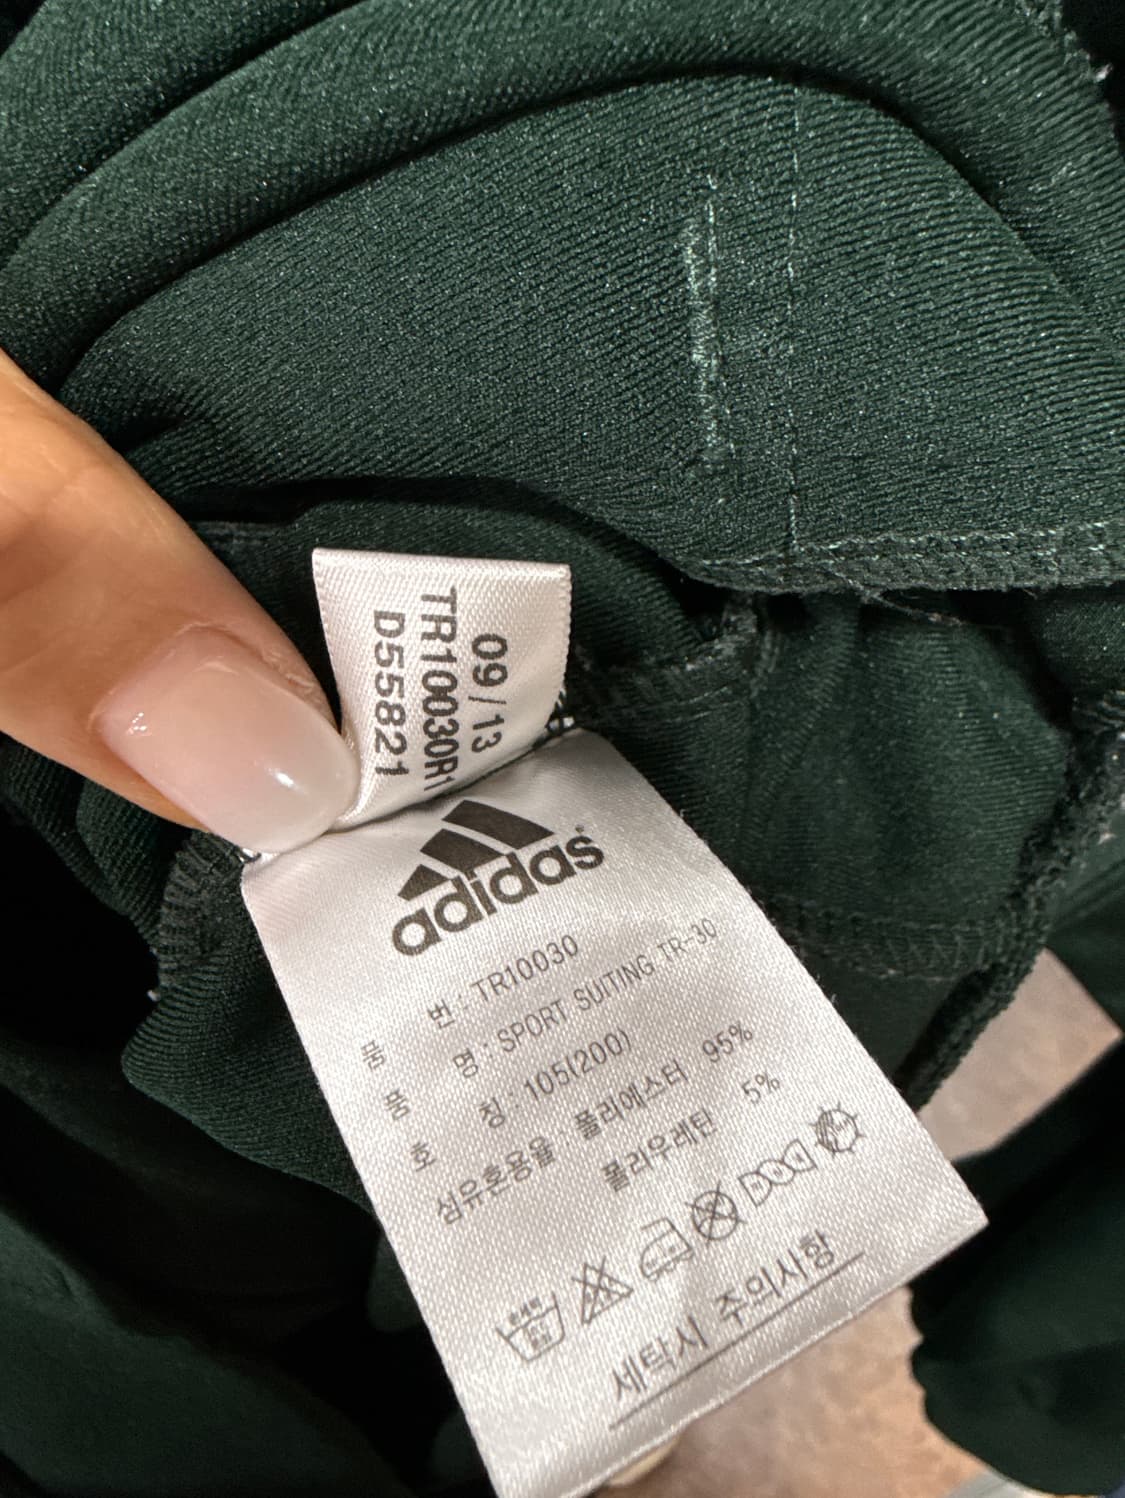 09/13
TR10030R1
D55821
adidas
품 번 : TR10030
품 명 : SPORT SUITING TR-30
호 칭 : 105(200)
섬유혼용율 : 폴리에스터 95%
폴리우레탄 5%
세탁시 주의사항